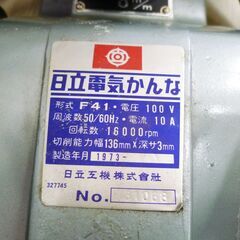 日立電気かんな
形式 F41・電圧 100V
周波数50/60Hz・電流 10A
回転数 16000rpm
切削能力幅136mm×深サ3mm
製造年月 1973-
日立工機株式會社
327745
No.